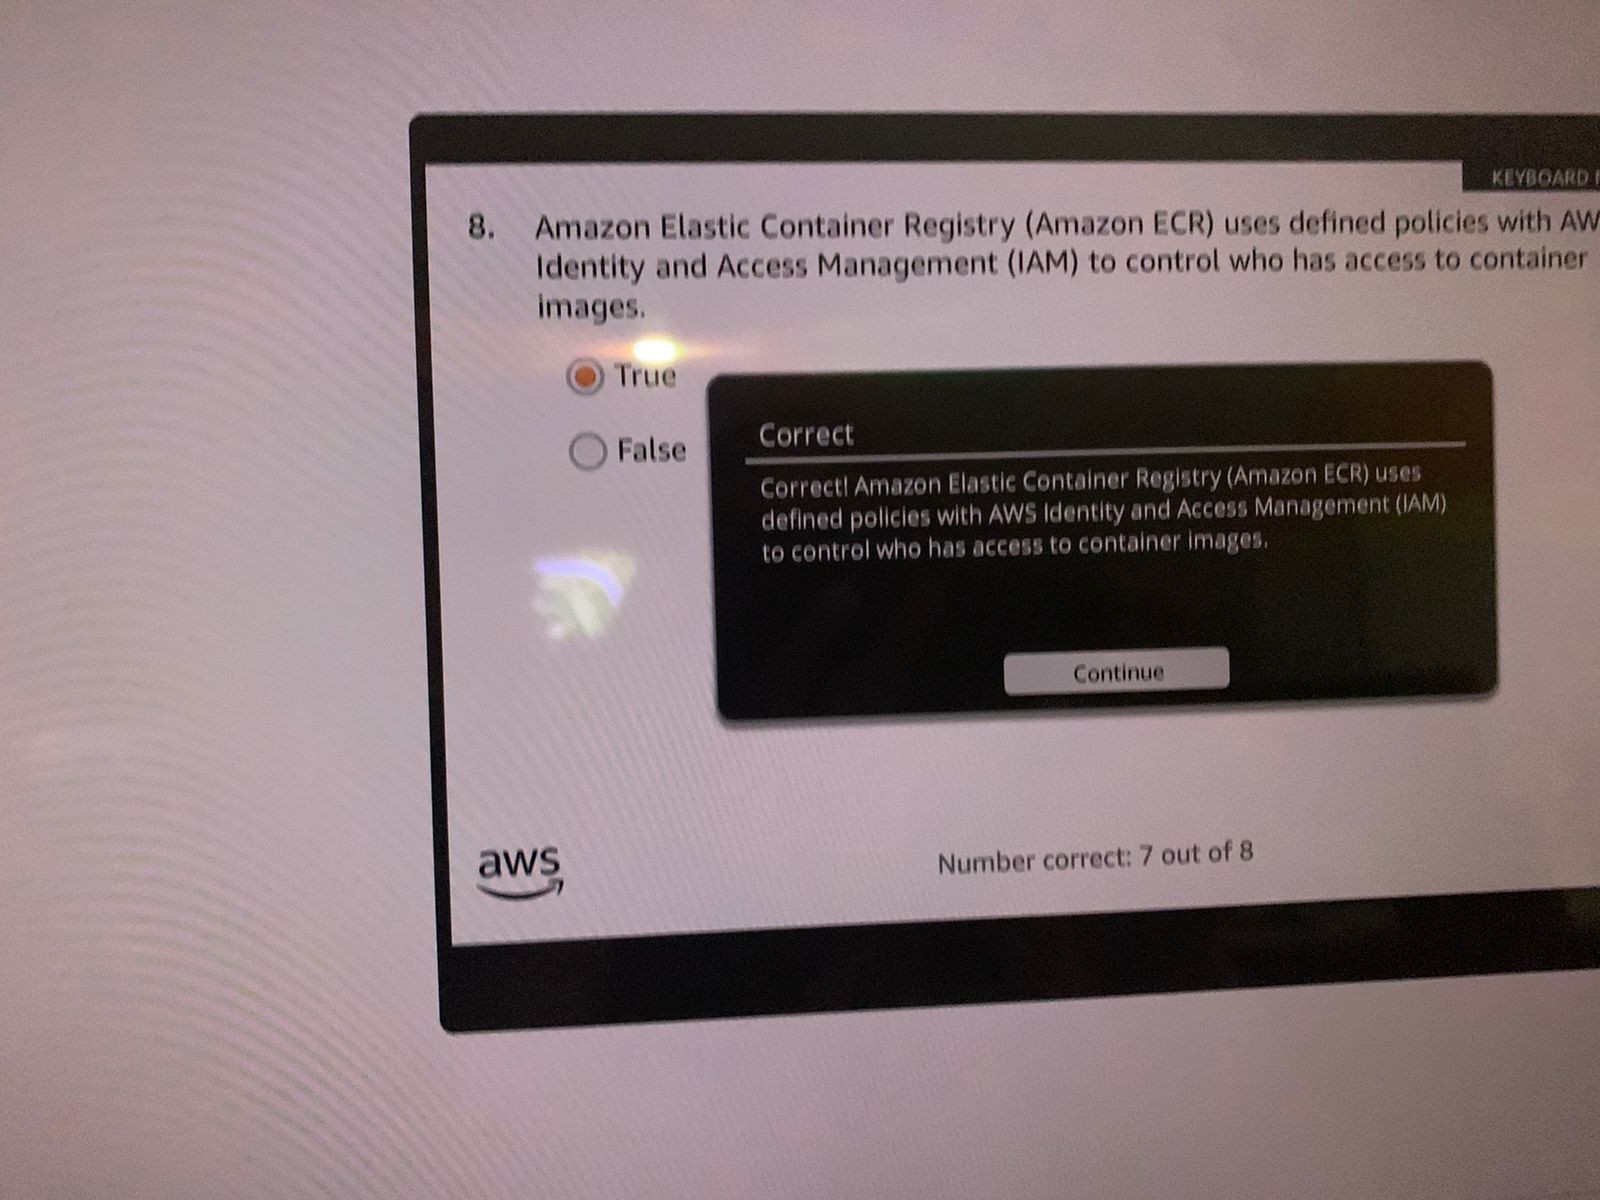 KEYBOARD
8. Amazon Elastic Container Registry (Amazon ECR) uses defined policies with AW
Identity and Access Management (IAM) to control who has access to container
images.
True
False
Correct
Correct! Amazon Elastic Container Registry (Amazon ECR) uses
defined policies with AWS Identity and Access Management (IAM)
to control who has access to container images.
Continue
aws
Number correct: 7 out of 8